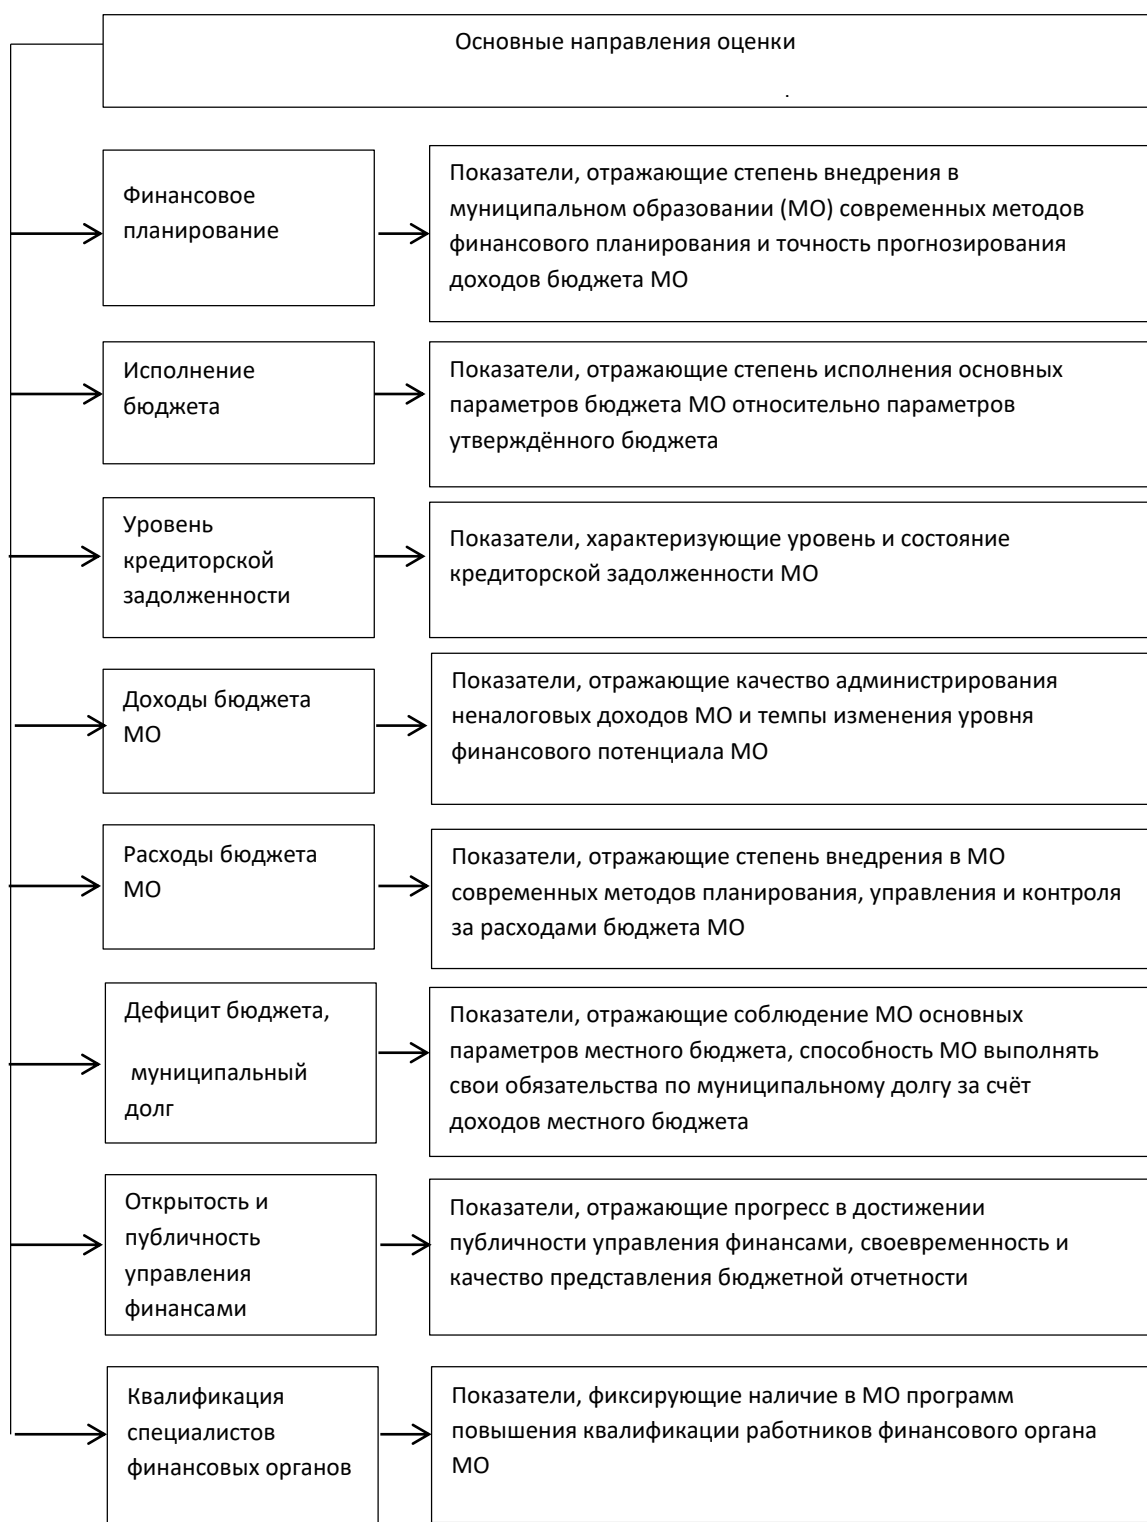 Основные направления оценки
.
Финансовое
планирование
Показатели, отражающие степень внедрения в
муниципальном образовании (МО) современных методов
финансового планирования и точность прогнозирования
доходов бюджета МО
Исполнение
бюджета
Показатели, отражающие степень исполнения основных
параметров бюджета МО относительно параметров
утверждённого бюджета
Уровень
кредиторской
задолженности
Показатели, характеризующие уровень и состояние
кредиторской задолженности МО
Доходы бюджета
МО
Показатели, отражающие качество администрирования
неналоговых доходов МО и темпы изменения уровня
финансового потенциала МО
Расходы бюджета
МО
Показатели, отражающие степень внедрения в МО
современных методов планирования, управления и контроля
за расходами бюджета МО
Дефицит бюджета,
муниципальный
долг
Показатели, отражающие соблюдение МО основных
параметров местного бюджета, способность МО выполнять
свои обязательства по муниципальному долгу за счёт
доходов местного бюджета
Открытость и
публичность
управления
финансами
Показатели, отражающие прогресс в достижении
публичности управления финансами, своевременность и
качество представления бюджетной отчетности
Квалификация
специалистов
финансовых органов
Показатели, фиксирующие наличие в МО программ
повышения квалификации работников финансового органа
МО